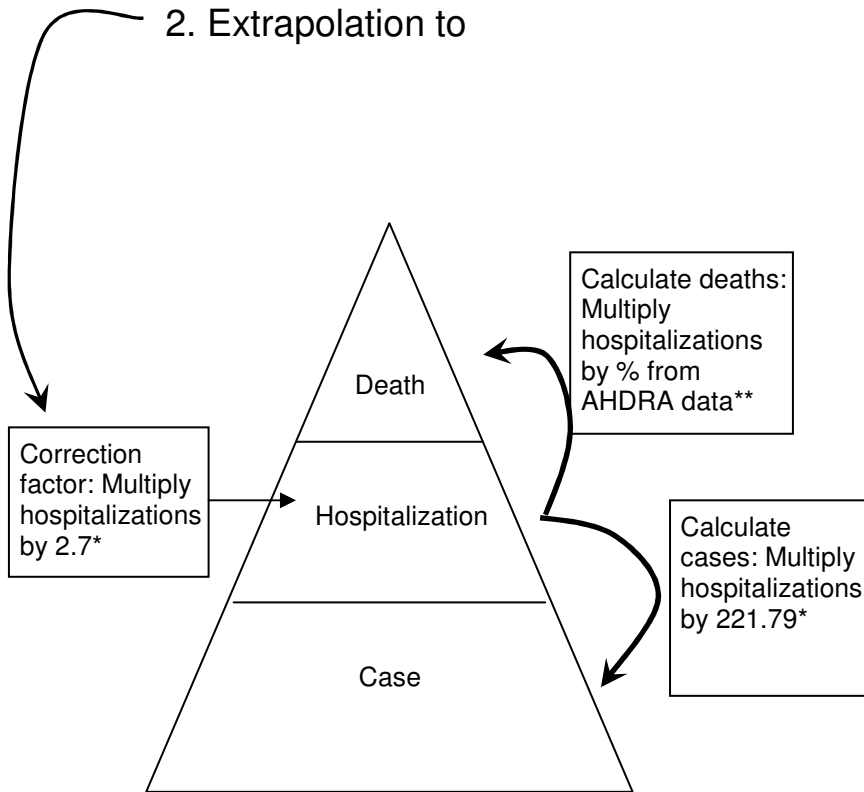 2. Extrapolation to
Calculate deaths:
Multiply
hospitalizations
by % from
AHDRA data**
Death
Correction
factor: Multiply
hospitalizations
by 2.7*
Hospitalization
Calculate
cases: Multiply
hospitalizations
by 221.79*
Case